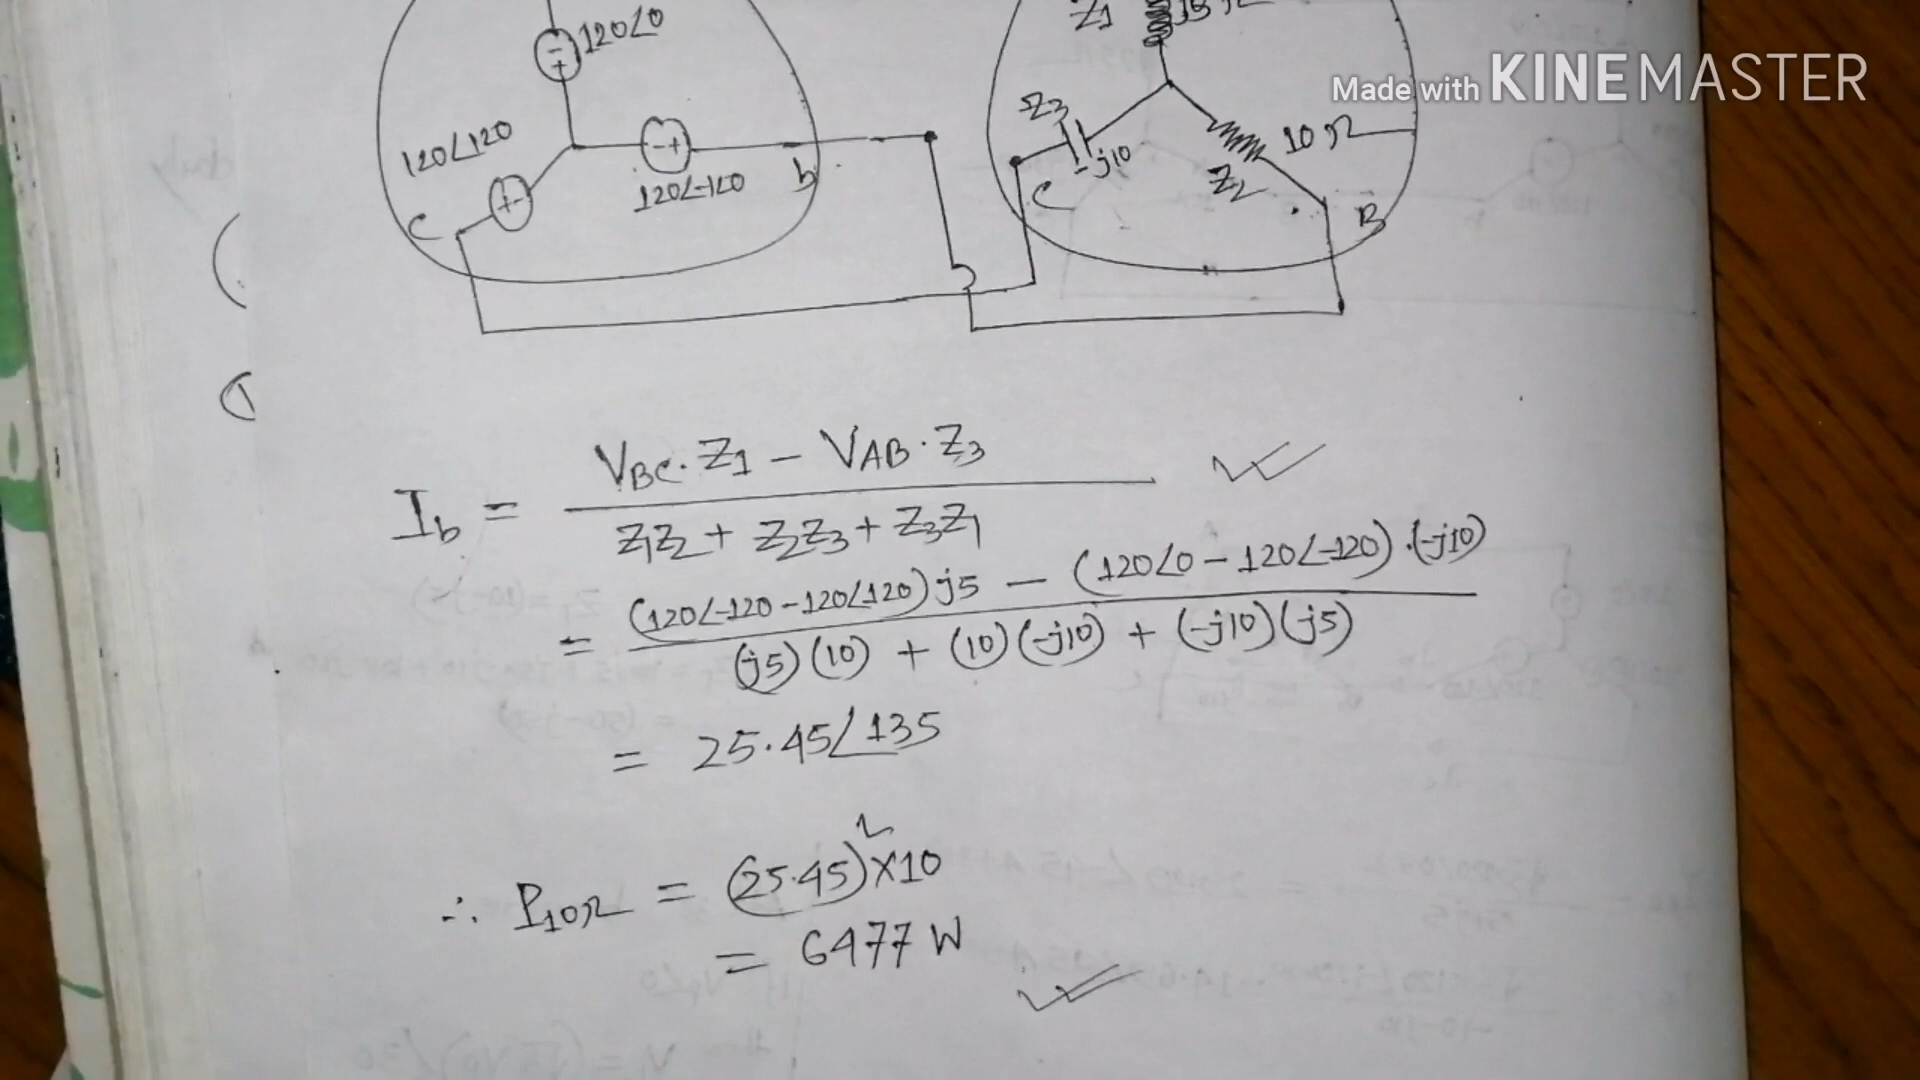 Made with KINEMASTER
120∠0
Z1 j5Ω
120∠120
Z3
-j10
10Ω
Z2
120∠-120
b
C
C
B
Ib = (VBC·Z1 − VAB·Z3) / (Z1Z2 + Z2Z3 + Z3Z1)
= ((120∠-120 - 120∠120)j5 − (120∠0 − 120∠-120)·(-j10)) / ((j5)(10) + (10)(-j10) + (-j10)(j5))
= 25.45∠135
∴ P10Ω = (25.45)²×10
= 6477 W